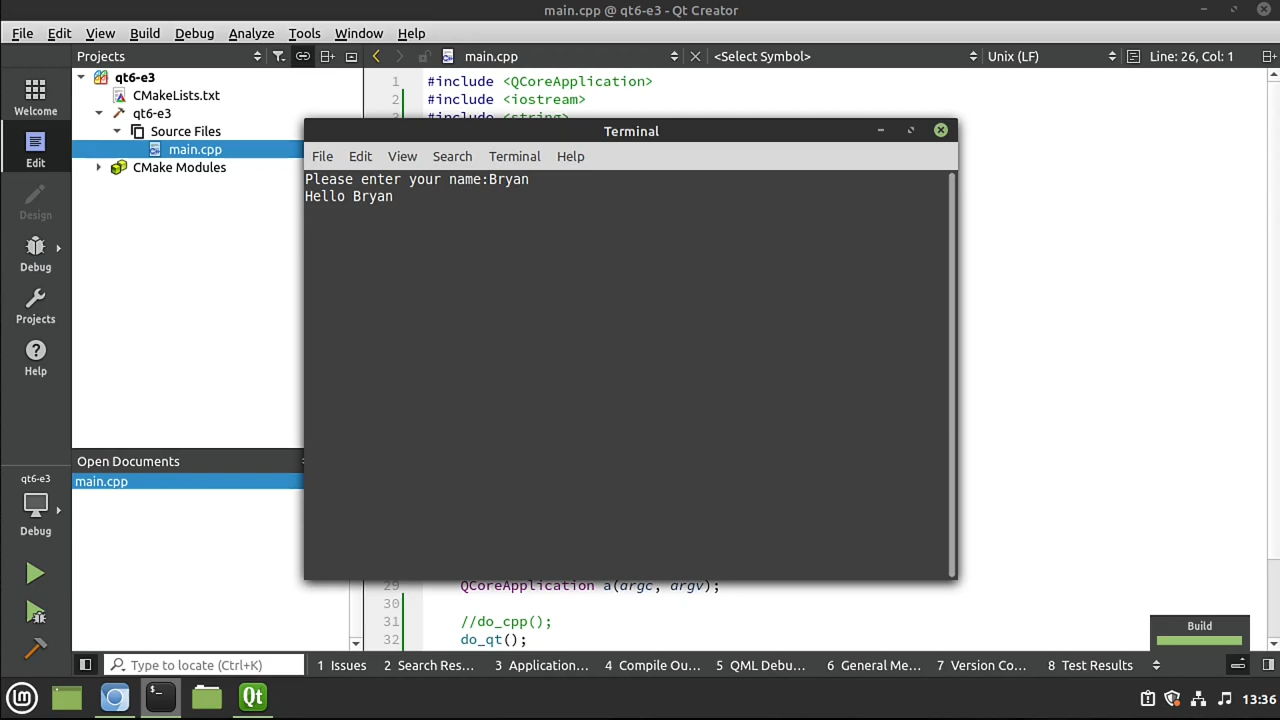 main.cpp @ qt6-e3 - Qt Creator
File Edit View Build Debug Analyze Tools Window Help
Projects
main.cpp
<Select Symbol>
Unix (LF)
Line: 26, Col: 1
Welcome
Edit
Design
Debug
Projects
Help
qt6-e3
Debug
qt6-e3
CMakeLists.txt
qt6-e3
Source Files
main.cpp
CMake Modules
Open Documents
main.cpp
1 #include <QCoreApplication>
2 #include <iostream>
#include <string>
Terminal
File Edit View Search Terminal Help
Please enter your name:Bryan
Hello Bryan
29 QCoreApplication a(argc, argv);
30
31 //do_cpp();
32 do_qt();
Build
Type to locate (Ctrl+K)
1 Issues 2 Search Res... 3 Application... 4 Compile Ou... 5 QML Debu... 6 General Me... 7 Version Co... 8 Test Results
Qt
13:36